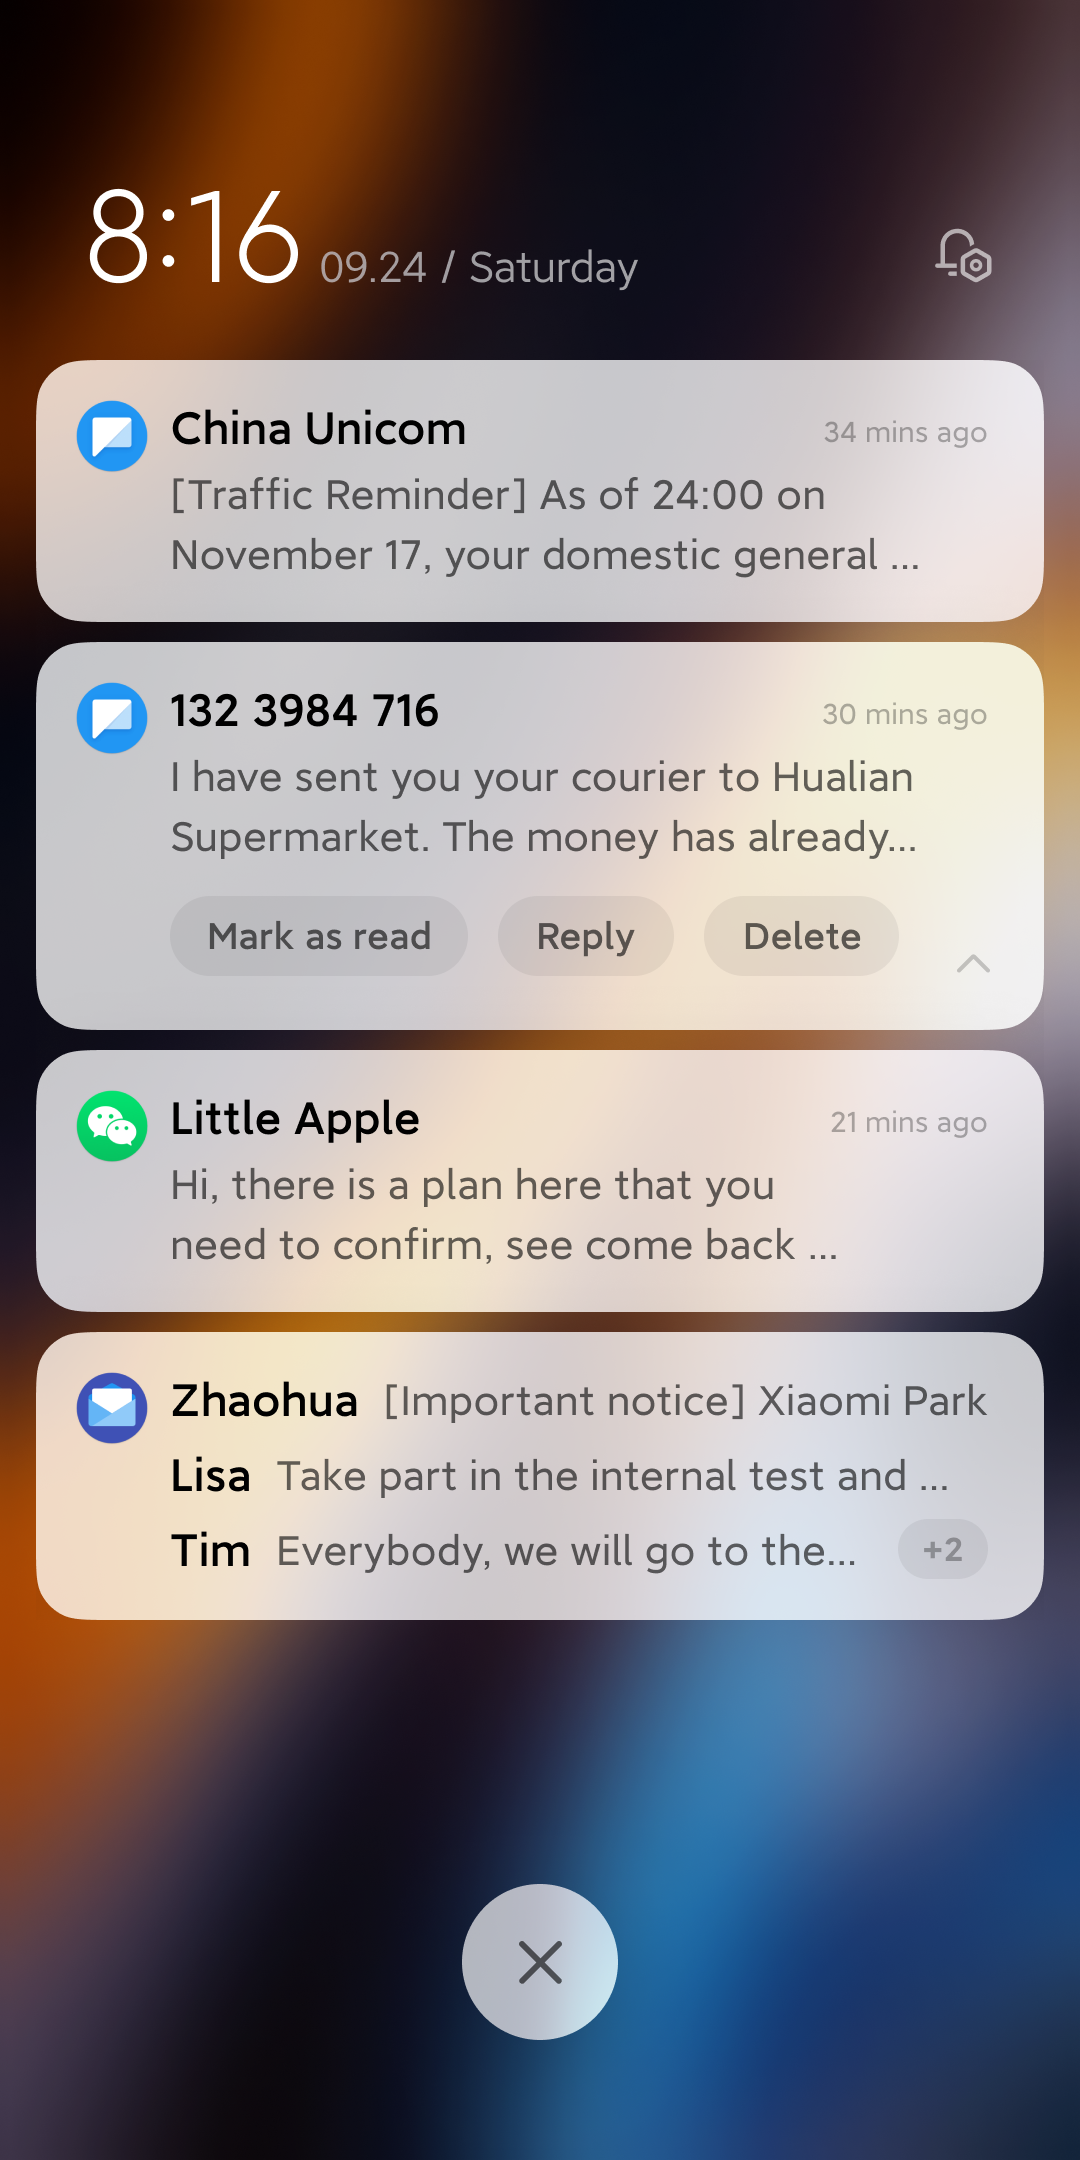 8:16 09.24 / Saturday
China Unicom 34 mins ago
[Traffic Reminder] As of 24:00 on
November 17, your domestic general ...
132 3984 716 30 mins ago
I have sent you your courier to Hualian
Supermarket. The money has already...
Mark as read Reply Delete
Little Apple 21 mins ago
Hi, there is a plan here that you
need to confirm, see come back ...
Zhaohua [Important notice] Xiaomi Park
Lisa Take part in the internal test and ...
Tim Everybody, we will go to the... +2